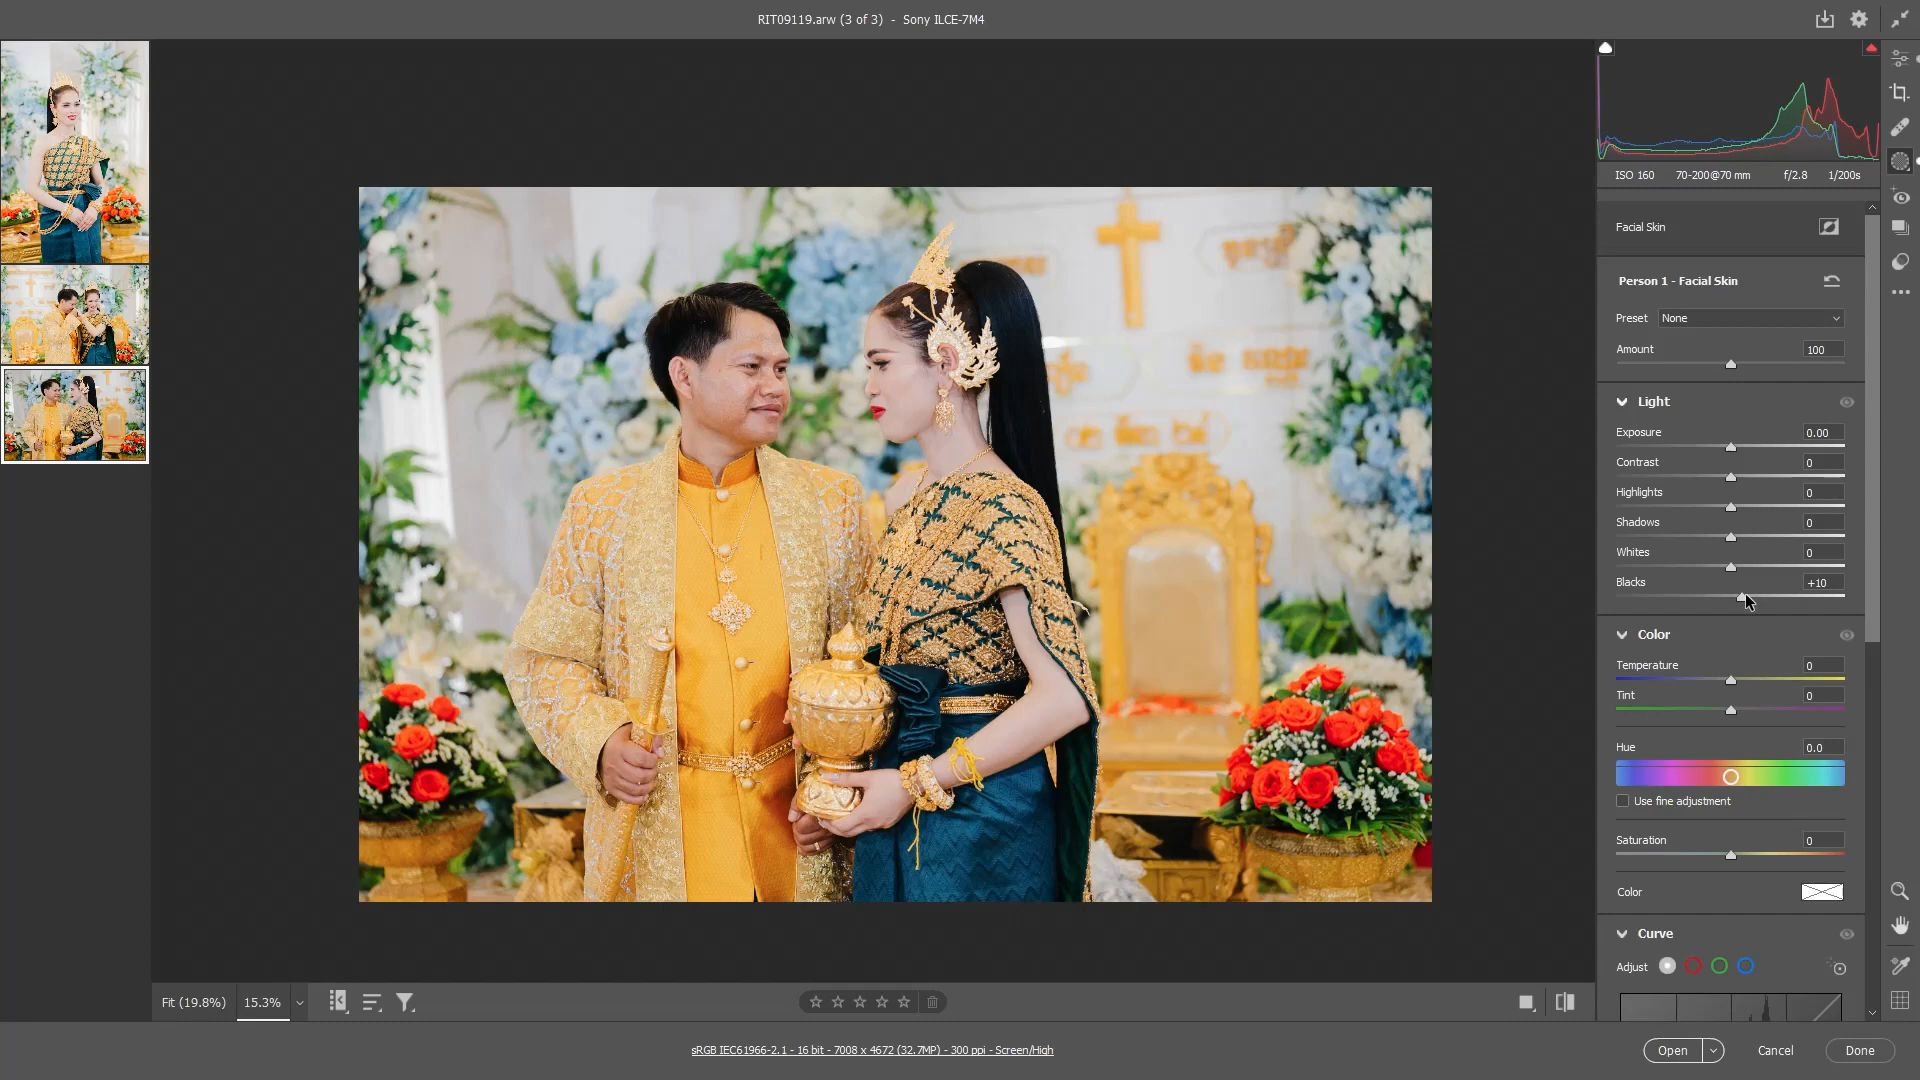 RIT09119.arw (3 of 3)  -  Sony ILCE-7M4
ISO 160  70-200@70 mm  f/2.8  1/200s
Facial Skin
Person 1 - Facial Skin
Preset  None
Amount  100
Light
Exposure  0.00
Contrast  0
Highlights  0
Shadows  0
Whites  0
Blacks  +10
Color
Temperature  0
Tint  0
Hue  0.0
Use fine adjustment
Saturation  0
Color
Curve
Adjust
Fit (19.8%)  15.3%
sRGB IEC61966-2.1 - 16 bit - 7008 x 4672 (32.7MP) - 300 ppi - Screen/High
Open  Cancel  Done